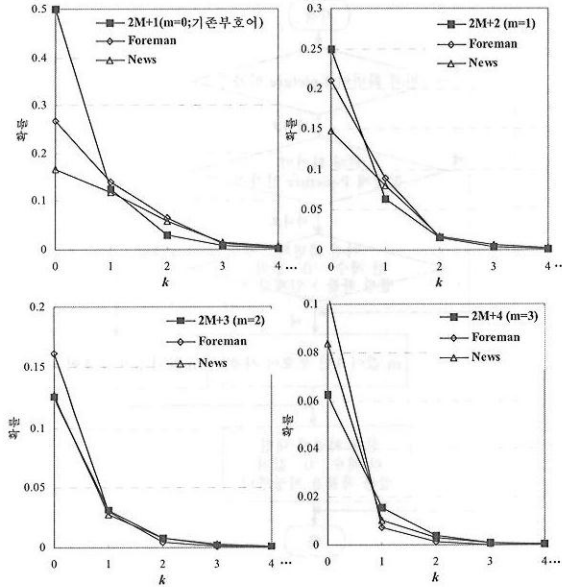 0.5
0.4
0.3
0.2
0.1
0
확률
2M+1(m=0;기존부호어)
Foreman
News
0 1 2 3 4 ...
k
0.3
0.25
0.2
0.15
0.1
0.05
0
확률
2M+2 (m=1)
Foreman
News
0 1 2 3 4 ...
k
0.2
0.15
0.1
0.05
0
확률
2M+3 (m=2)
Foreman
News
0 1 2 3 4 ...
k
0.1
0.08
0.06
0.04
0.02
0
확률
2M+4 (m=3)
Foreman
News
0 1 2 3 4 ...
k